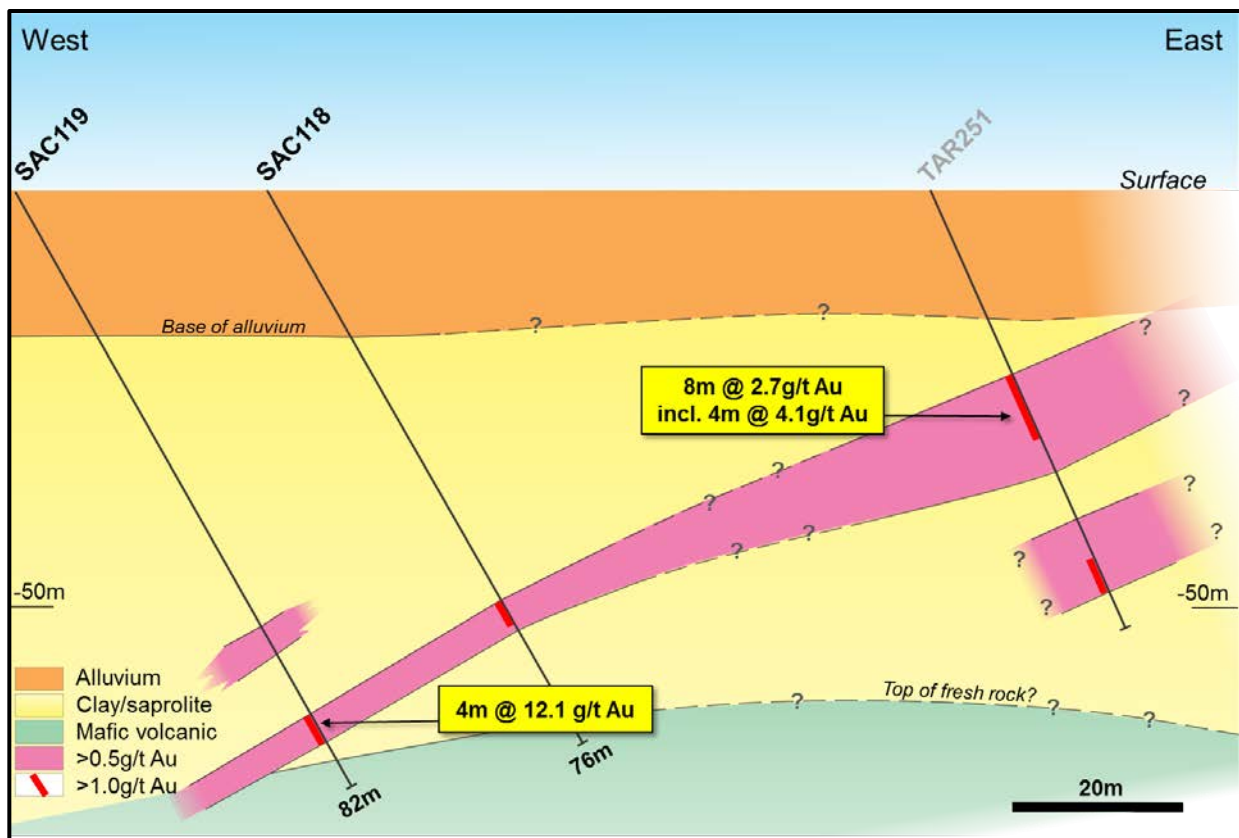 West
East
SAC119
SAC118
TAR251
Surface
Base of alluvium
?
?
?
?
8m @ 2.7g/t Au
incl. 4m @ 4.1g/t Au
?
?
?
?
?
?
?
?
?
-50m
-50m
4m @ 12.1 g/t Au
Top of fresh rock?
?
?
?
76m
82m
Alluvium
Clay/saprolite
Mafic volcanic
>0.5g/t Au
>1.0g/t Au
20m